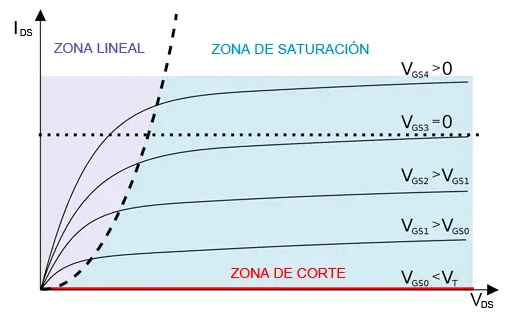 IDS
ZONA LINEAL
ZONA DE SATURACIÓN
VGS4 >0
VGS3 =0
VGS2 >VGS1
VGS1 >VGS0
ZONA DE CORTE
VGS0 <VT
VDS